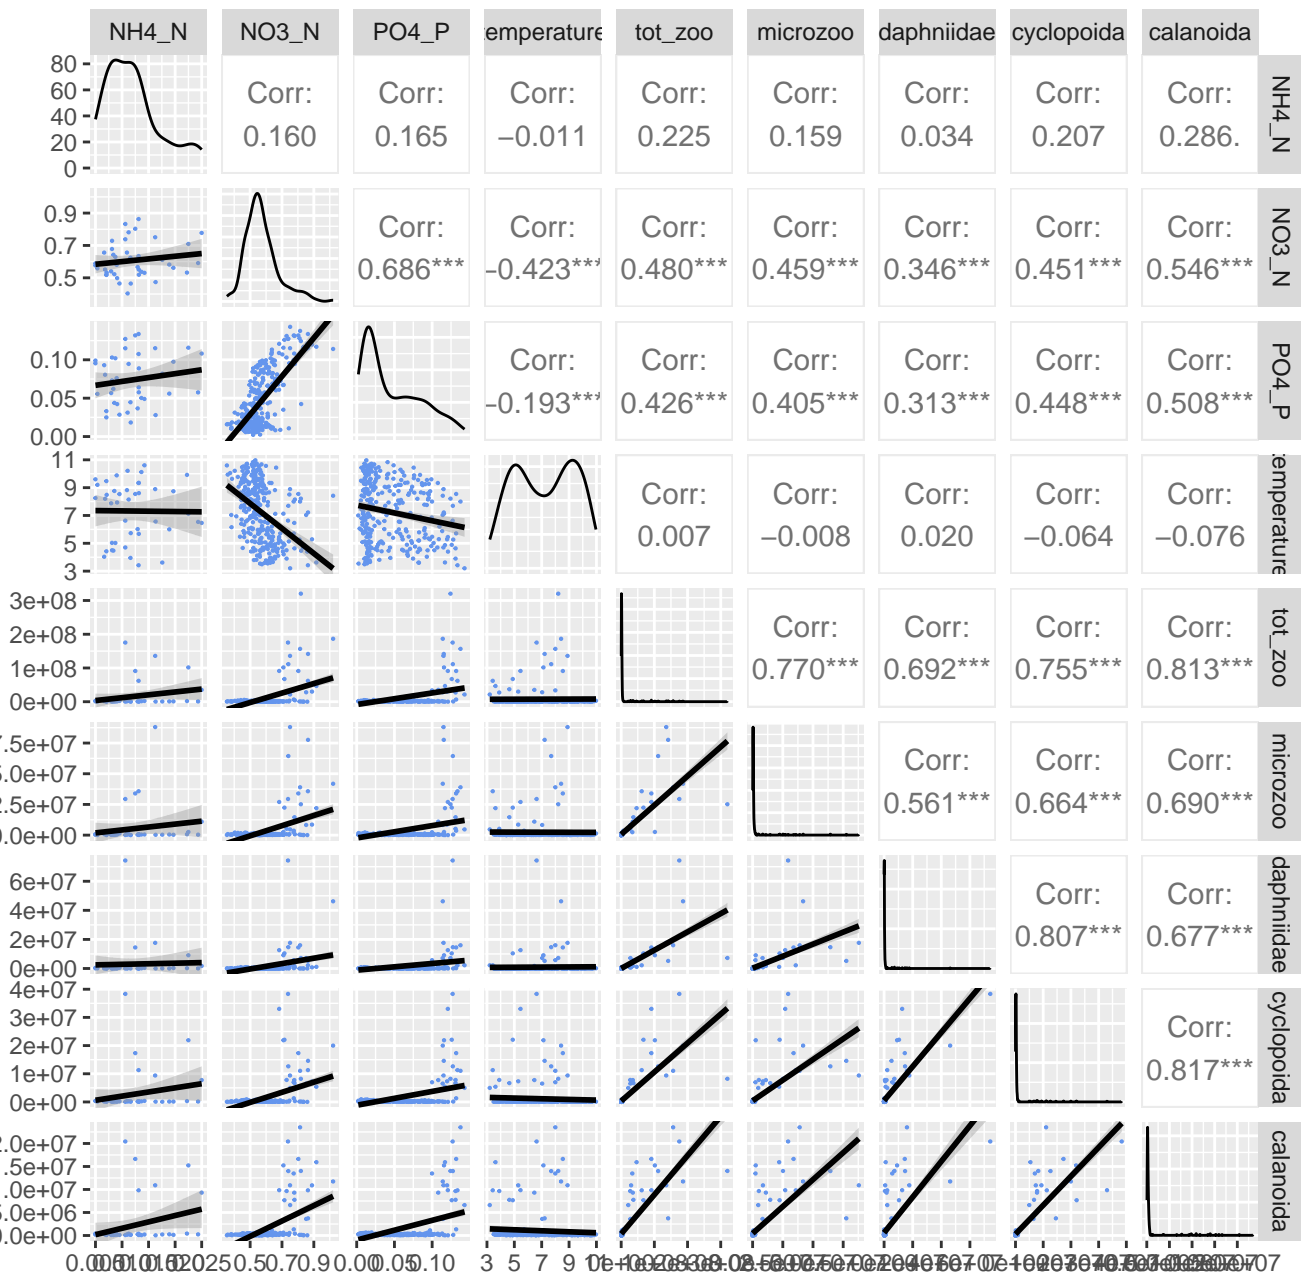 NH4_N NO3_N PO4_P emperature tot_zoo microzoo daphniidae cyclopoida calanoida
80
60
40
20
0
Corr: Corr: Corr: Corr: Corr: Corr: Corr: Corr:
0.160 0.165 −0.011 0.225 0.159 0.034 0.207 0.286.
NH4_N
0.9
0.7
0.5
Corr: Corr: Corr: Corr: Corr: Corr: Corr:
0.686*** −0.423*** 0.480*** 0.459*** 0.346*** 0.451*** 0.546***
NO3_N
0.10
0.05
0.00
Corr: Corr: Corr: Corr: Corr: Corr:
−0.193*** 0.426*** 0.405*** 0.313*** 0.448*** 0.508***
PO4_P
11
9
7
5
3
Corr: Corr: Corr: Corr: Corr:
0.007 −0.008 0.020 −0.064 −0.076
emperature
3e+08
2e+08
1e+08
0e+00
Corr: Corr: Corr: Corr:
0.770*** 0.692*** 0.755*** 0.813***
tot_zoo
.5e+07
5.0e+07
.5e+07
0.0e+00
Corr: Corr: Corr:
0.561*** 0.664*** 0.690***
microzoo
6e+07
4e+07
2e+07
0e+00
Corr: Corr:
0.807*** 0.677***
daphniidae
4e+07
3e+07
2e+07
1e+07
0e+00
Corr:
0.817***
cyclopoida
2.0e+07
1.5e+07
1.0e+07
5.0e+06
0.0e+00
calanoida
0.5 0.7 0.9 0.00 0.05 0.10 3 5 7 9 11